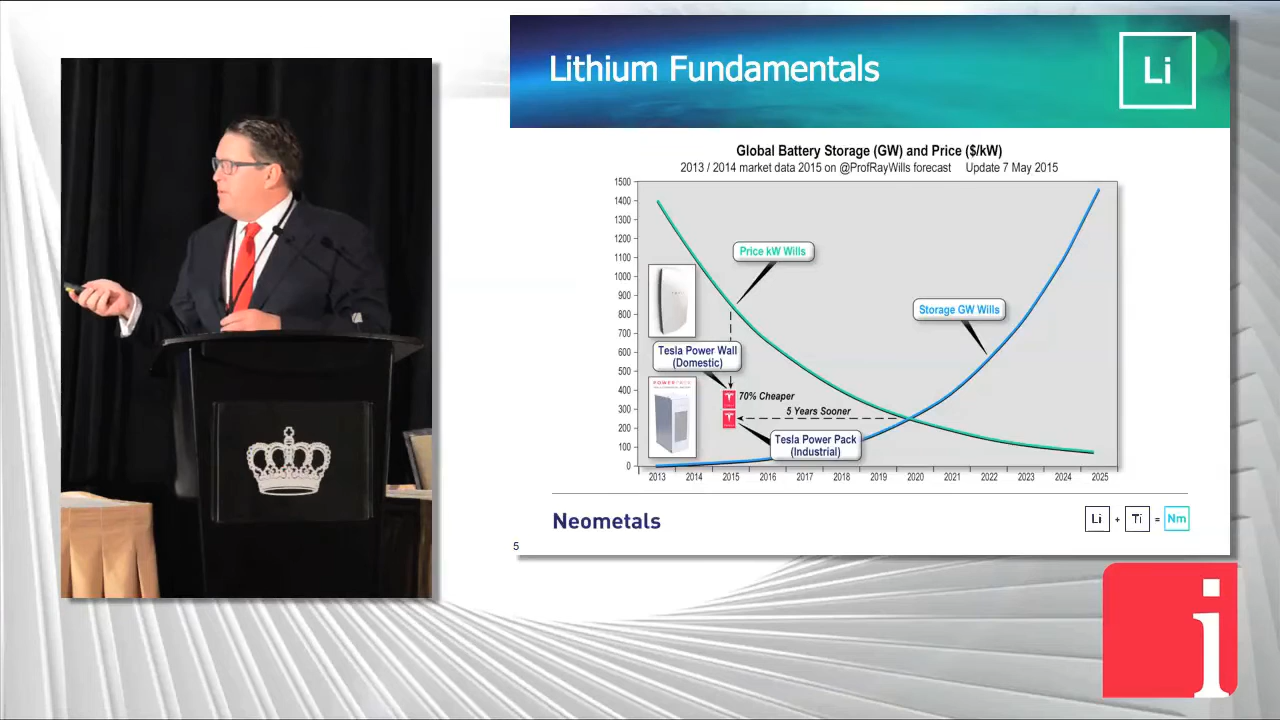 Lithium Fundamentals
Li
Global Battery Storage (GW) and Price ($/kW)
2013 / 2014 market data 2015 on @ProfRayWills forecast Update 7 May 2015
1500
1400
1300
1200
1100
1000
900
800
700
600
500
400
300
200
100
0
Price kW Wills
Storage GW Wills
Tesla Power Wall
(Domestic)
POWERPACK
70% Cheaper
5 Years Sooner
Tesla Power Pack
(Industrial)
2013 2014 2015 2016 2017 2018 2019 2020 2021 2022 2023 2024 2025
Neometals
Li + Ti = Nm
5
i